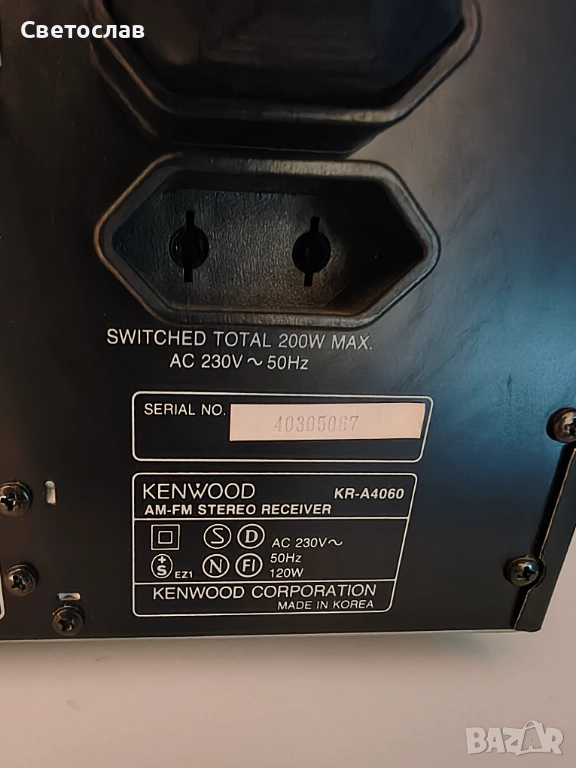 Светослав
SWITCHED TOTAL 200W MAX.
AC 230V ~ 50Hz
SERIAL NO. 40305067
KENWOOD KR-A4060
AM-FM STEREO RECEIVER
S D AC 230V~
50Hz
S EZ1 N FI 120W
KENWOOD CORPORATION
MADE IN KOREA
BAZAR